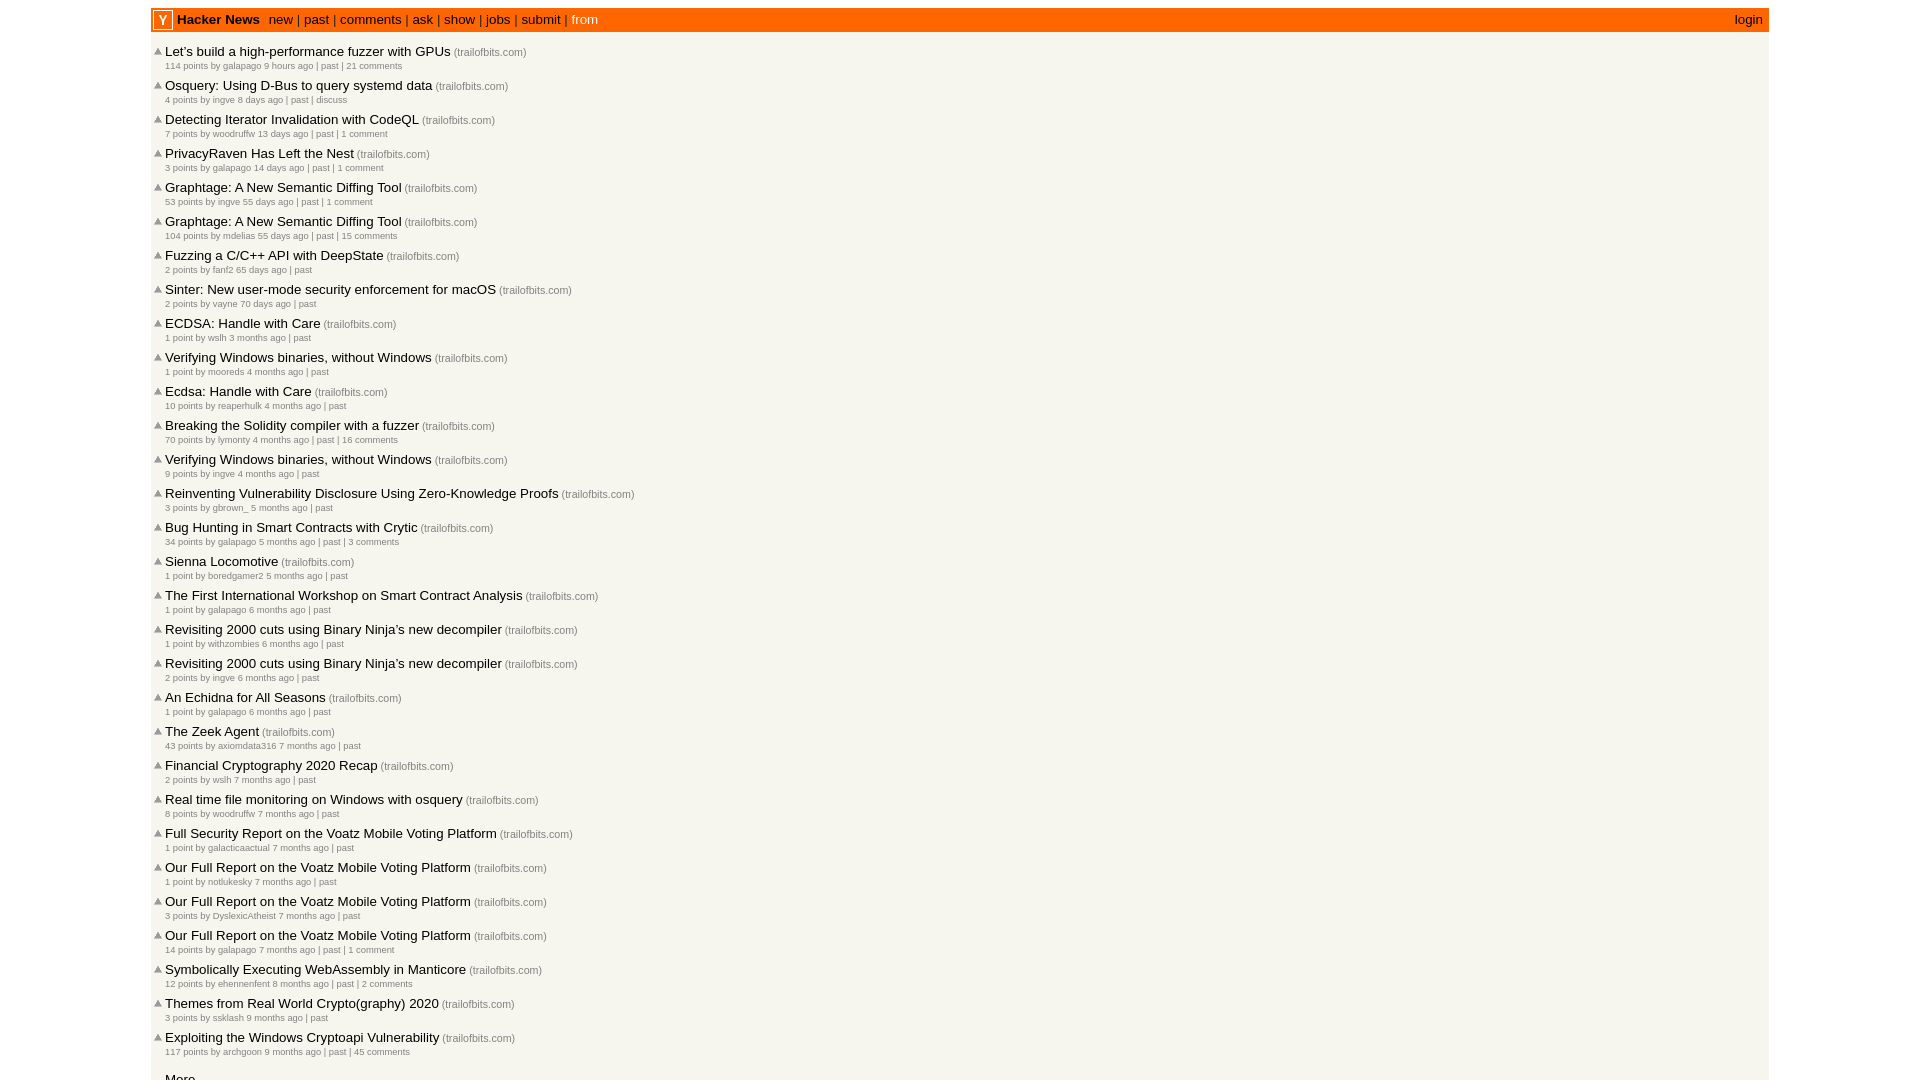 Y Hacker News new | past | comments | ask | show | jobs | submit | from login
Let’s build a high-performance fuzzer with GPUs (trailofbits.com)
114 points by galapago 9 hours ago | past | 21 comments
Osquery: Using D-Bus to query systemd data (trailofbits.com)
4 points by ingve 8 days ago | past | discuss
Detecting Iterator Invalidation with CodeQL (trailofbits.com)
7 points by woodruffw 13 days ago | past | 1 comment
PrivacyRaven Has Left the Nest (trailofbits.com)
3 points by galapago 14 days ago | past | 1 comment
Graphtage: A New Semantic Diffing Tool (trailofbits.com)
53 points by ingve 55 days ago | past | 1 comment
Graphtage: A New Semantic Diffing Tool (trailofbits.com)
104 points by mdelias 55 days ago | past | 15 comments
Fuzzing a C/C++ API with DeepState (trailofbits.com)
2 points by fanf2 65 days ago | past
Sinter: New user-mode security enforcement for macOS (trailofbits.com)
2 points by vayne 70 days ago | past
ECDSA: Handle with Care (trailofbits.com)
1 point by wslh 3 months ago | past
Verifying Windows binaries, without Windows (trailofbits.com)
1 point by mooreds 4 months ago | past
Ecdsa: Handle with Care (trailofbits.com)
10 points by reaperhulk 4 months ago | past
Breaking the Solidity compiler with a fuzzer (trailofbits.com)
70 points by lymonty 4 months ago | past | 16 comments
Verifying Windows binaries, without Windows (trailofbits.com)
9 points by ingve 4 months ago | past
Reinventing Vulnerability Disclosure Using Zero-Knowledge Proofs (trailofbits.com)
3 points by gbrown_ 5 months ago | past
Bug Hunting in Smart Contracts with Crytic (trailofbits.com)
34 points by galapago 5 months ago | past | 3 comments
Sienna Locomotive (trailofbits.com)
1 point by boredgamer2 5 months ago | past
The First International Workshop on Smart Contract Analysis (trailofbits.com)
1 point by galapago 6 months ago | past
Revisiting 2000 cuts using Binary Ninja’s new decompiler (trailofbits.com)
1 point by withzombies 6 months ago | past
Revisiting 2000 cuts using Binary Ninja’s new decompiler (trailofbits.com)
2 points by ingve 6 months ago | past
An Echidna for All Seasons (trailofbits.com)
1 point by galapago 6 months ago | past
The Zeek Agent (trailofbits.com)
43 points by axiomdata316 7 months ago | past
Financial Cryptography 2020 Recap (trailofbits.com)
2 points by wslh 7 months ago | past
Real time file monitoring on Windows with osquery (trailofbits.com)
8 points by woodruffw 7 months ago | past
Full Security Report on the Voatz Mobile Voting Platform (trailofbits.com)
1 point by galacticaactual 7 months ago | past
Our Full Report on the Voatz Mobile Voting Platform (trailofbits.com)
1 point by notlukesky 7 months ago | past
Our Full Report on the Voatz Mobile Voting Platform (trailofbits.com)
3 points by DyslexicAtheist 7 months ago | past
Our Full Report on the Voatz Mobile Voting Platform (trailofbits.com)
14 points by galapago 7 months ago | past | 1 comment
Symbolically Executing WebAssembly in Manticore (trailofbits.com)
12 points by ehennenfent 8 months ago | past | 2 comments
Themes from Real World Crypto(graphy) 2020 (trailofbits.com)
3 points by ssklash 9 months ago | past
Exploiting the Windows Cryptoapi Vulnerability (trailofbits.com)
117 points by archgoon 9 months ago | past | 45 comments
More